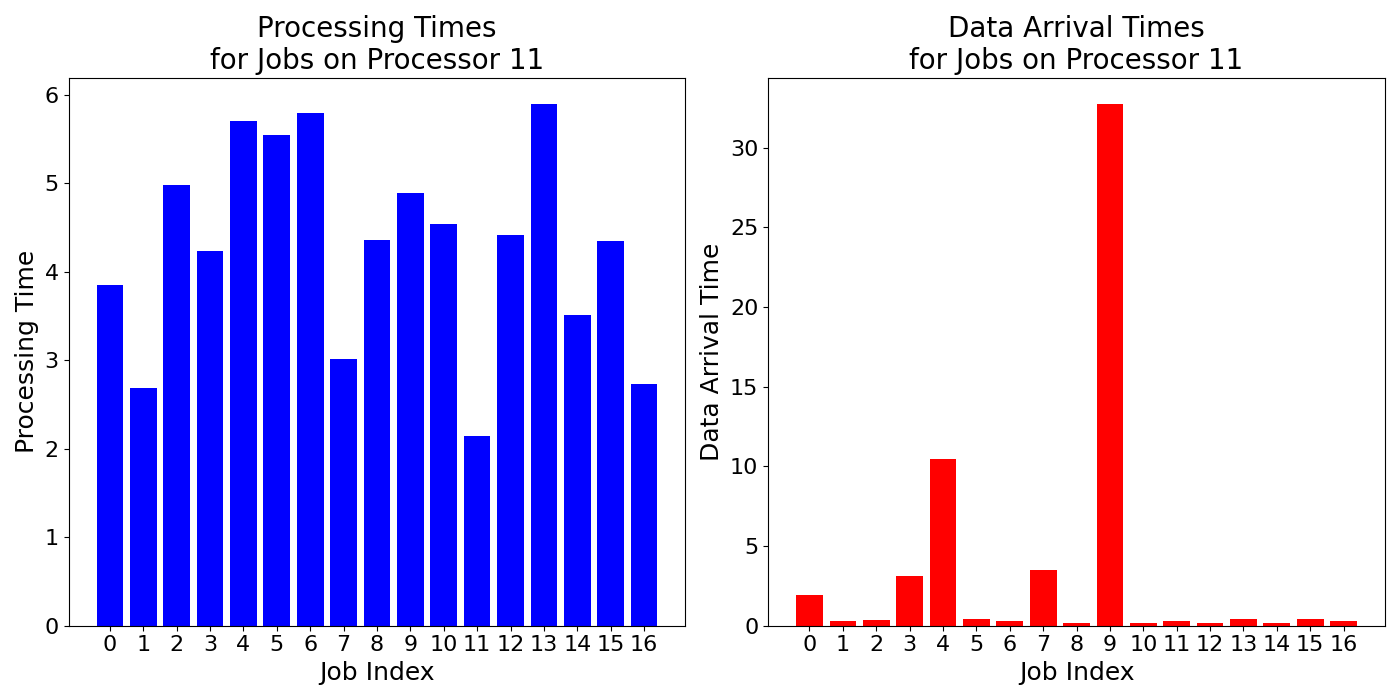 Processing Times
for Jobs on Processor 11
Processing Time
6
5
4
3
2
1
0
0 1 2 3 4 5 6 7 8 9 10 11 12 13 14 15 16
Job Index
Data Arrival Times
for Jobs on Processor 11
Data Arrival Time
30
25
20
15
10
5
0
0 1 2 3 4 5 6 7 8 9 10 11 12 13 14 15 16
Job Index